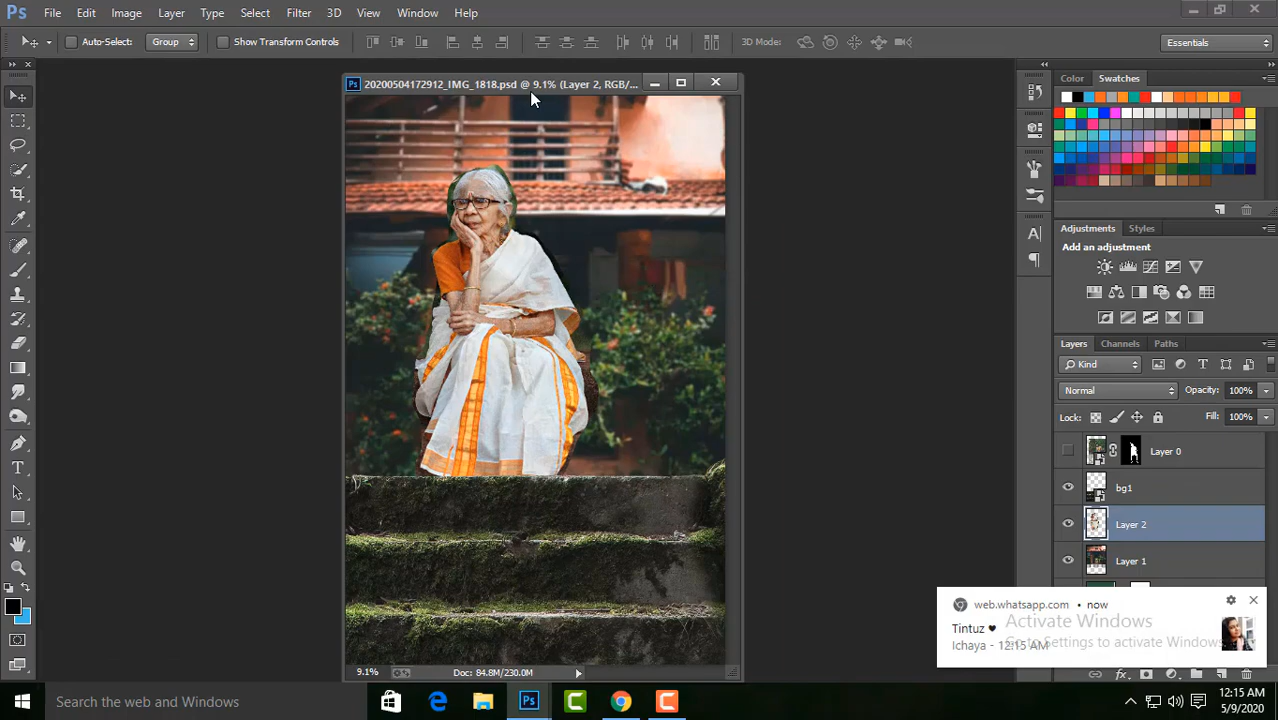 Ps File Edit Image Layer Type Select Filter 3D View Window Help
Auto-Select: Group Show Transform Controls 3D Mode: Essentials
Ps 20200504172912_IMG_1818.psd @ 9.1% (Layer 2, RGB/...
Color Swatches
Adjustments Styles
Add an adjustment
Layers Channels Paths
Kind
Normal Opacity: 100%
Lock: Fill: 100%
Layer 0
bg1
Layer 2
Layer 1
web.whatsapp.com • now
Tintuz ♥
Ichaya - 12:15 AM
Activate Windows
Go to Settings to activate Windows.
9.1% Doc: 84.8M/230.0M
Search the web and Windows
12:15 AM
5/9/2020